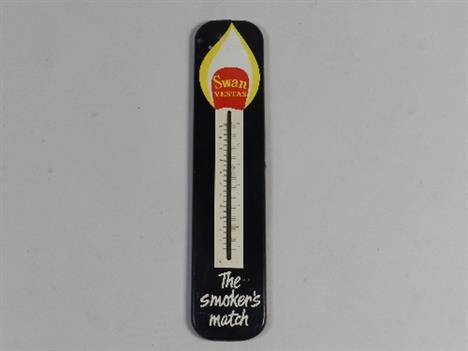 Swan
VESTAS
The
smoker's
match